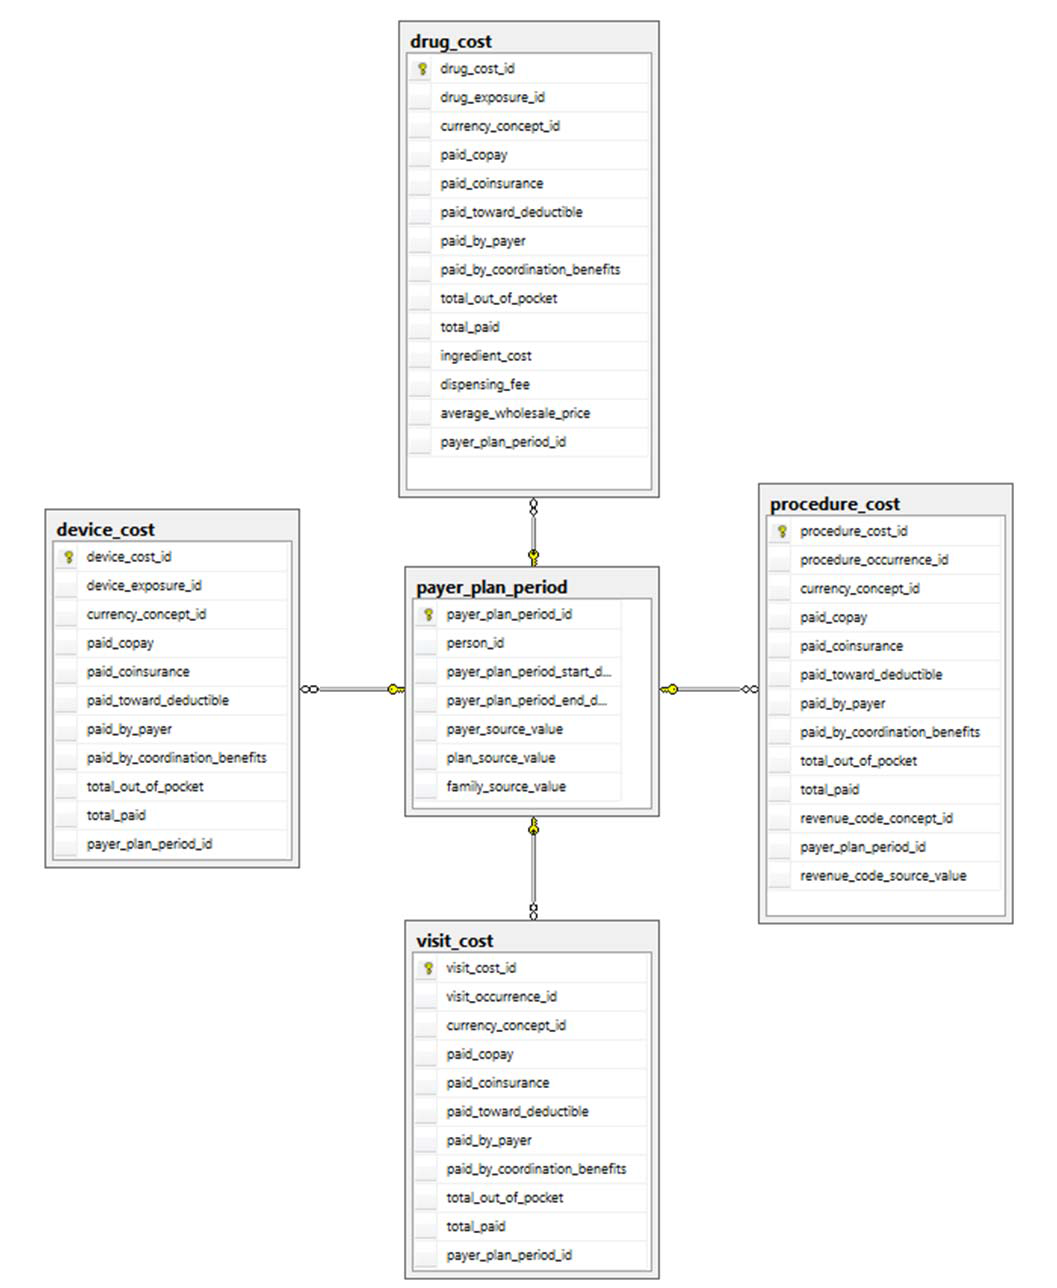 drug_cost
drug_cost_id
drug_exposure_id
currency_concept_id
paid_copay
paid_coinsurance
paid_toward_deductible
paid_by_payer
paid_by_coordination_benefits
total_out_of_pocket
total_paid
ingredient_cost
dispensing_fee
average_wholesale_price
payer_plan_period_id
device_cost
device_cost_id
device_exposure_id
currency_concept_id
paid_copay
paid_coinsurance
paid_toward_deductible
paid_by_payer
paid_by_coordination_benefits
total_out_of_pocket
total_paid
payer_plan_period_id
payer_plan_period
payer_plan_period_id
person_id
payer_plan_period_start_d...
payer_plan_period_end_d...
payer_source_value
plan_source_value
family_source_value
procedure_cost
procedure_cost_id
procedure_occurrence_id
currency_concept_id
paid_copay
paid_coinsurance
paid_toward_deductible
paid_by_payer
paid_by_coordination_benefits
total_out_of_pocket
total_paid
revenue_code_concept_id
payer_plan_period_id
revenue_code_source_value
visit_cost
visit_cost_id
visit_occurrence_id
currency_concept_id
paid_copay
paid_coinsurance
paid_toward_deductible
paid_by_payer
paid_by_coordination_benefits
total_out_of_pocket
total_paid
payer_plan_period_id